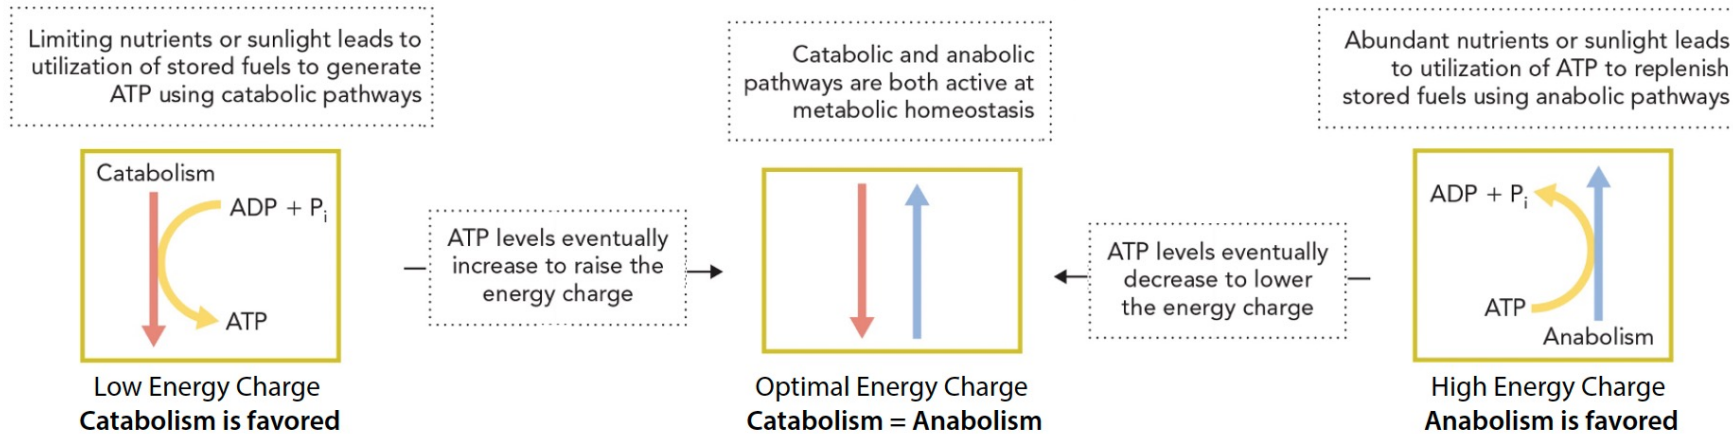 Limiting nutrients or sunlight leads to
utilization of stored fuels to generate
ATP using catabolic pathways
Catabolism
ADP + Pi
ATP
Low Energy Charge
Catabolism is favored
ATP levels eventually
increase to raise the
energy charge
Catabolic and anabolic
pathways are both active at
metabolic homeostasis
Optimal Energy Charge
Catabolism = Anabolism
ATP levels eventually
decrease to lower
the energy charge
Abundant nutrients or sunlight leads
to utilization of ATP to replenish
stored fuels using anabolic pathways
ADP + Pi
ATP
Anabolism
High Energy Charge
Anabolism is favored